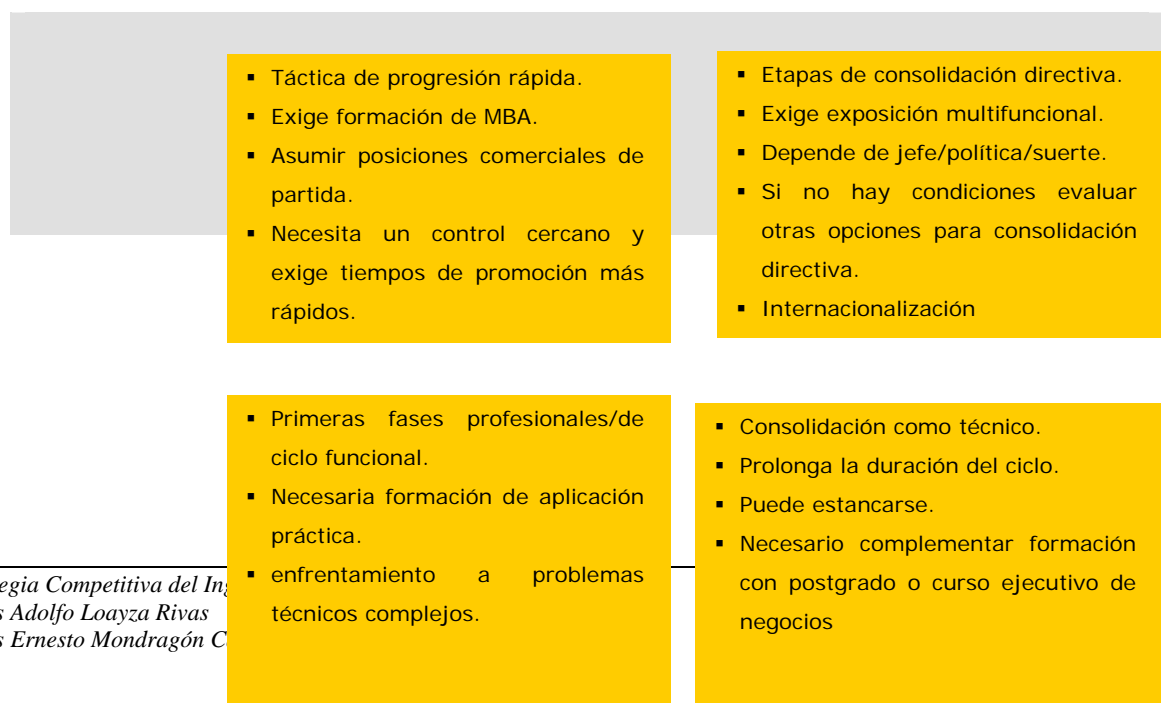 ▪ Táctica de progresión rápida.
▪ Exige formación de MBA.
▪ Asumir posiciones comerciales de
partida.
▪ Necesita un control cercano y
exige tiempos de promoción más
rápidos.
▪ Etapas de consolidación directiva.
▪ Exige exposición multifuncional.
▪ Depende de jefe/política/suerte.
▪ Si no hay condiciones evaluar
otras opciones para consolidación
directiva.
▪ Internacionalización
▪ Primeras fases profesionales/de
ciclo funcional.
▪ Necesaria formación de aplicación
práctica.
▪ enfrentamiento a problemas
técnicos complejos.
▪ Consolidación como técnico.
▪ Prolonga la duración del ciclo.
▪ Puede estancarse.
▪ Necesario complementar formación
con postgrado o curso ejecutivo de
negocios
egia Competitiva del Ing
s Adolfo Loayza Rivas
s Ernesto Mondragón C